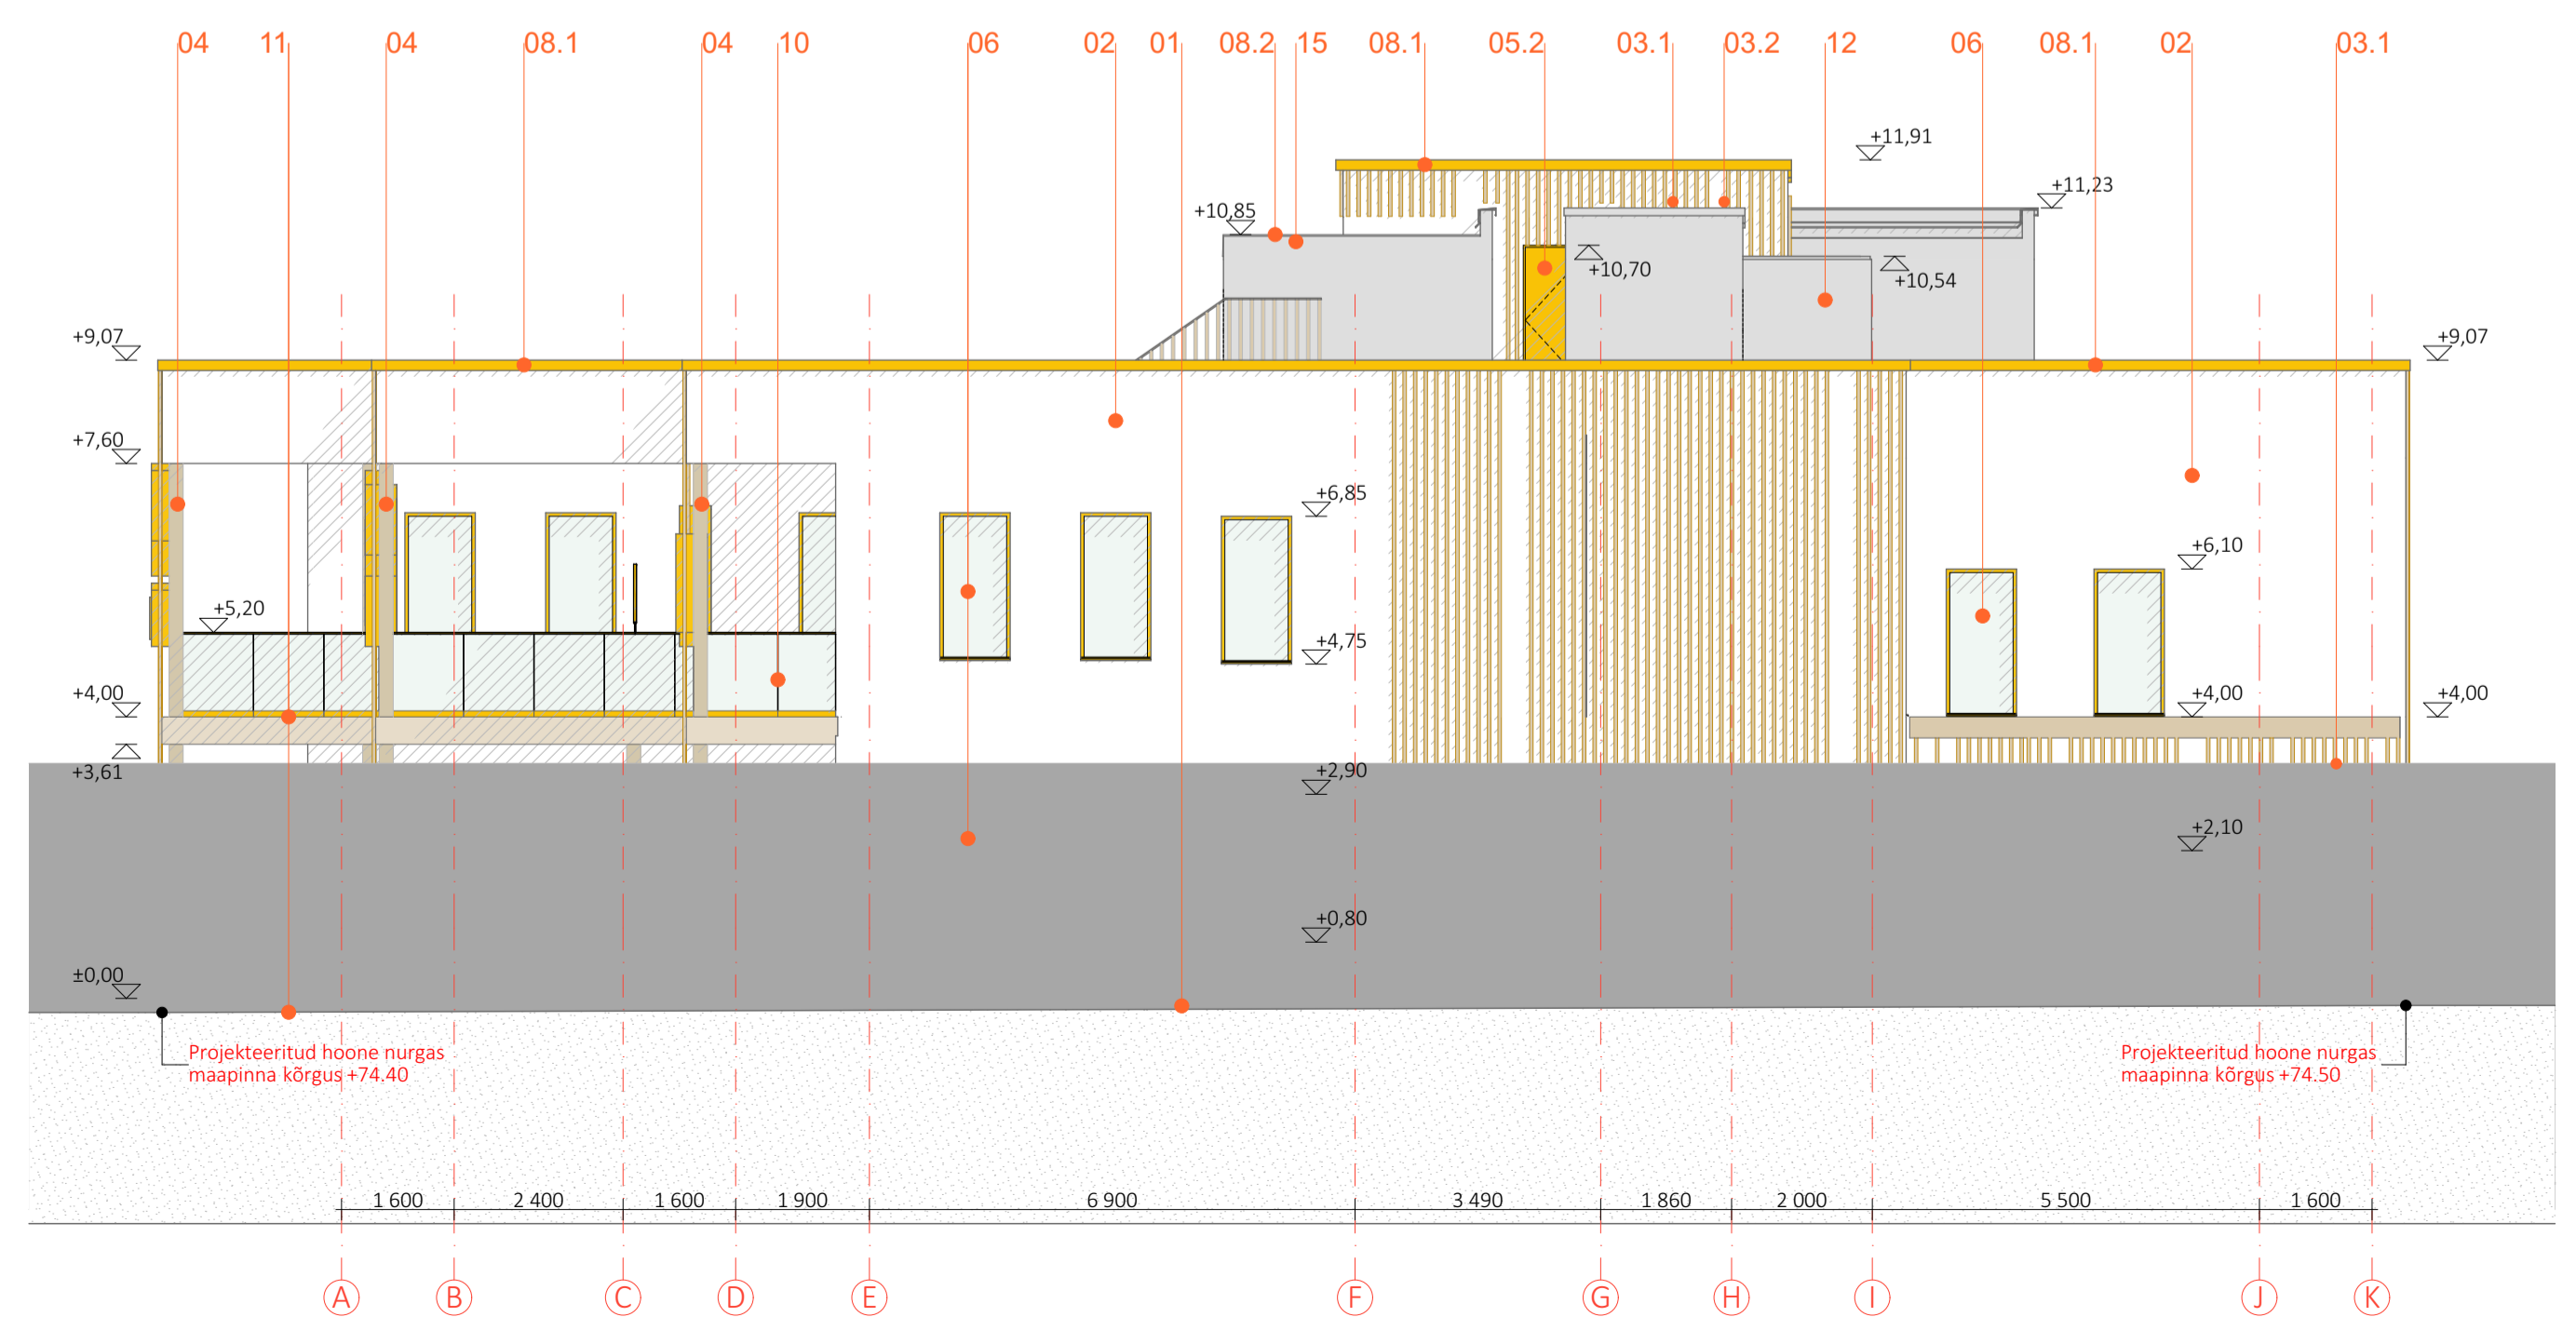 04 11 04 08.1 04 10 06 02 01 08.2 15 08.1 05.2 03.1 03.2 12 06 08.1 02 03.1
+11,91
+11,23
+10,85
+10,70
+10,54
+9,07
+9,07
+7,60
+6,85
+6,10
+5,20
+4,75
+4,00
+4,00
+4,00
+3,61
+2,90
+2,10
+0,80
±0,00
Projekteeritud hoone nurgas
maapinna kõrgus +74.40
Projekteeritud hoone nurgas
maapinna kõrgus +74.50
1 600 2 400 1 600 1 900 6 900 3 490 1 860 2 000 5 500 1 600
A B C D E F G H I J K